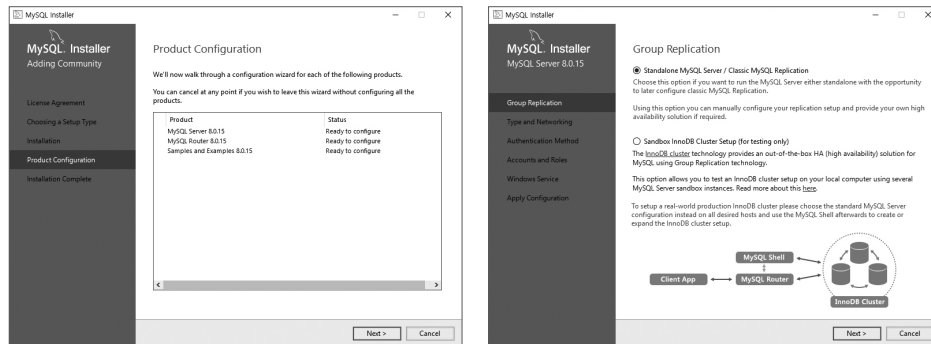 MySQL Installer
MySQL. Installer
Adding Community
License Agreement
Choosing a Setup Type
Installation
Product Configuration
Installation Complete
Product Configuration
We'll now walk through a configuration wizard for each of the following products.
You can cancel at any point if you wish to leave this wizard without configuring all the
products.
Product Status
MySQL Server 8.0.15 Ready to configure
MySQL Router 8.0.15 Ready to configure
Samples and Examples 8.0.15 Ready to configure
Next > Cancel
MySQL Installer
MySQL. Installer
MySQL Server 8.0.15
Group Replication
Type and Networking
Authentication Method
Accounts and Roles
Windows Service
Apply Configuration
Group Replication
Standalone MySQL Server / Classic MySQL Replication
Choose this option if you want to run the MySQL Server either standalone with the opportunity
to later configure classic MySQL Replication.
Using this option you can manually configure your replication setup and provide your own high
availability solution if required.
Sandbox InnoDB Cluster Setup (for testing only)
The InnoDB cluster technology provides an out-of-the-box HA (high availability) solution for
MySQL using Group Replication technology.
This option allows you to test an InnoDB cluster setup on your local computer using several
MySQL Server sandbox instances. Read more about this here.
To setup a real-world production InnoDB cluster please choose the standard MySQL Server
configuration instead on all desired hosts and use the MySQL Shell afterwards to create or
expand the InnoDB cluster setup.
MySQL Shell
Client App MySQL Router
InnoDB Cluster
Next > Cancel